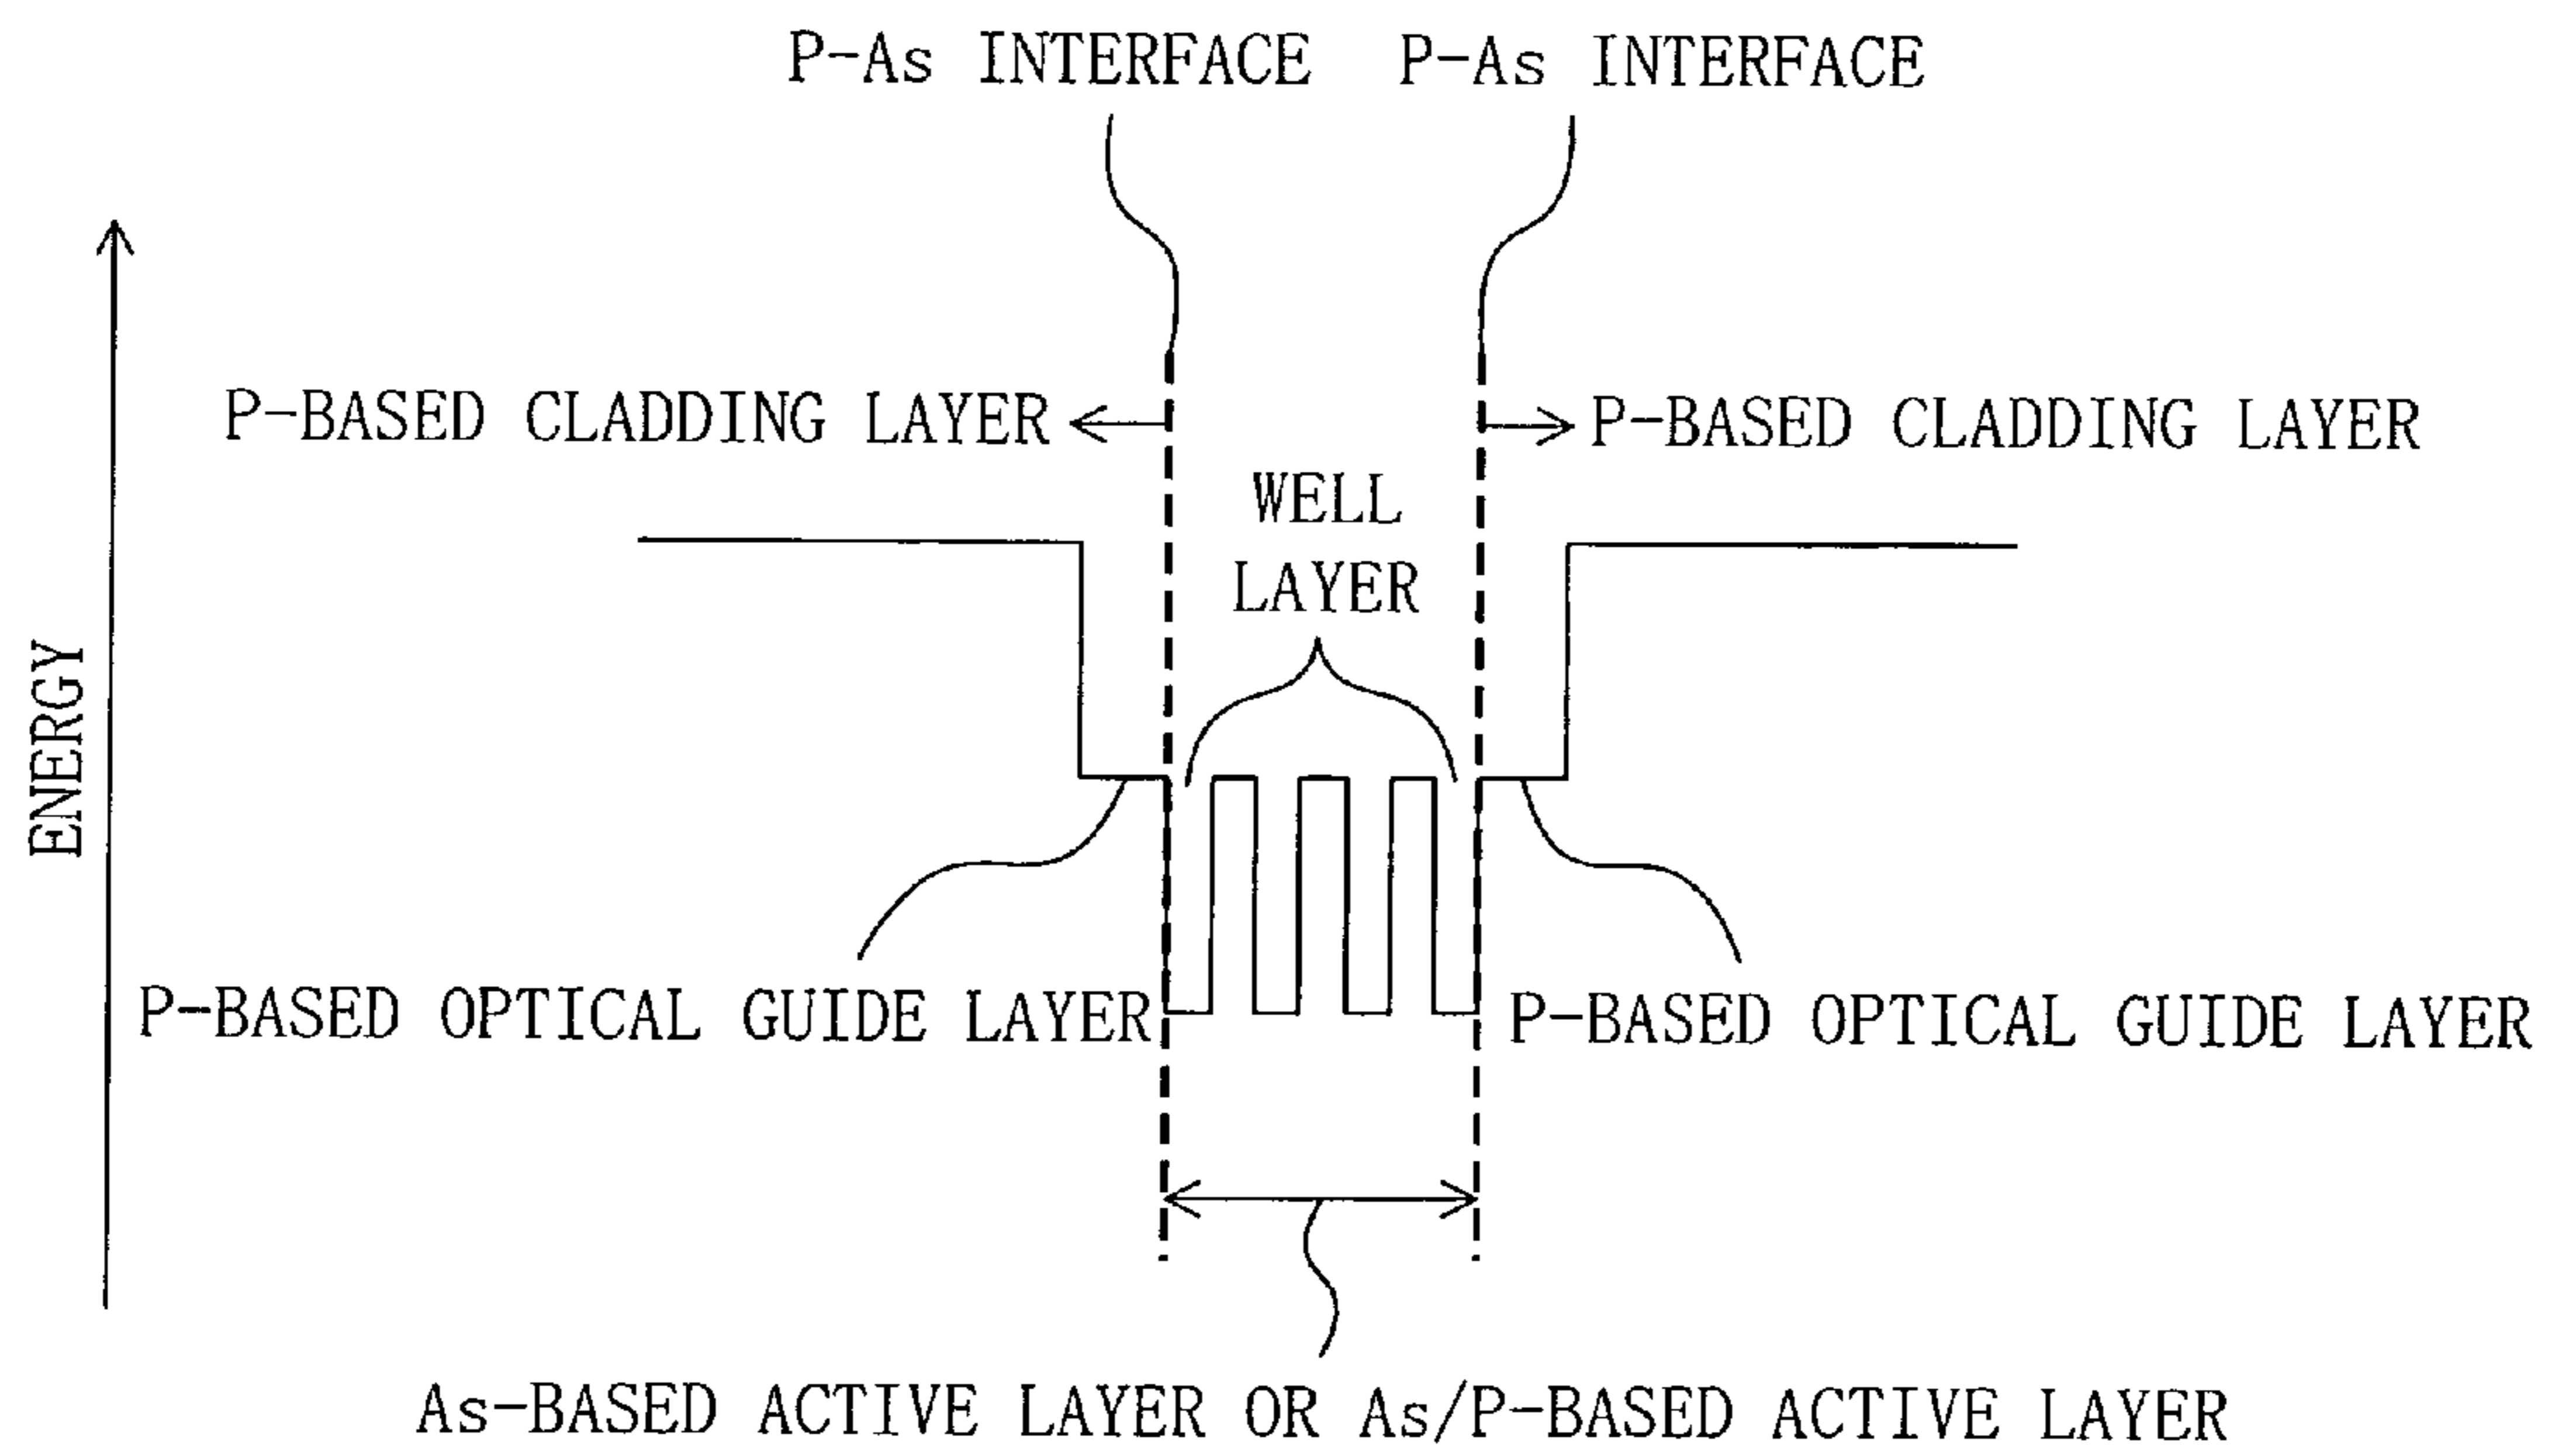 P-As INTERFACE P-As INTERFACE
P-BASED CLADDING LAYER P-BASED CLADDING LAYER
WELL
LAYER
ENERGY
P-BASED OPTICAL GUIDE LAYER P-BASED OPTICAL GUIDE LAYER
As-BASED ACTIVE LAYER OR As/P-BASED ACTIVE LAYER